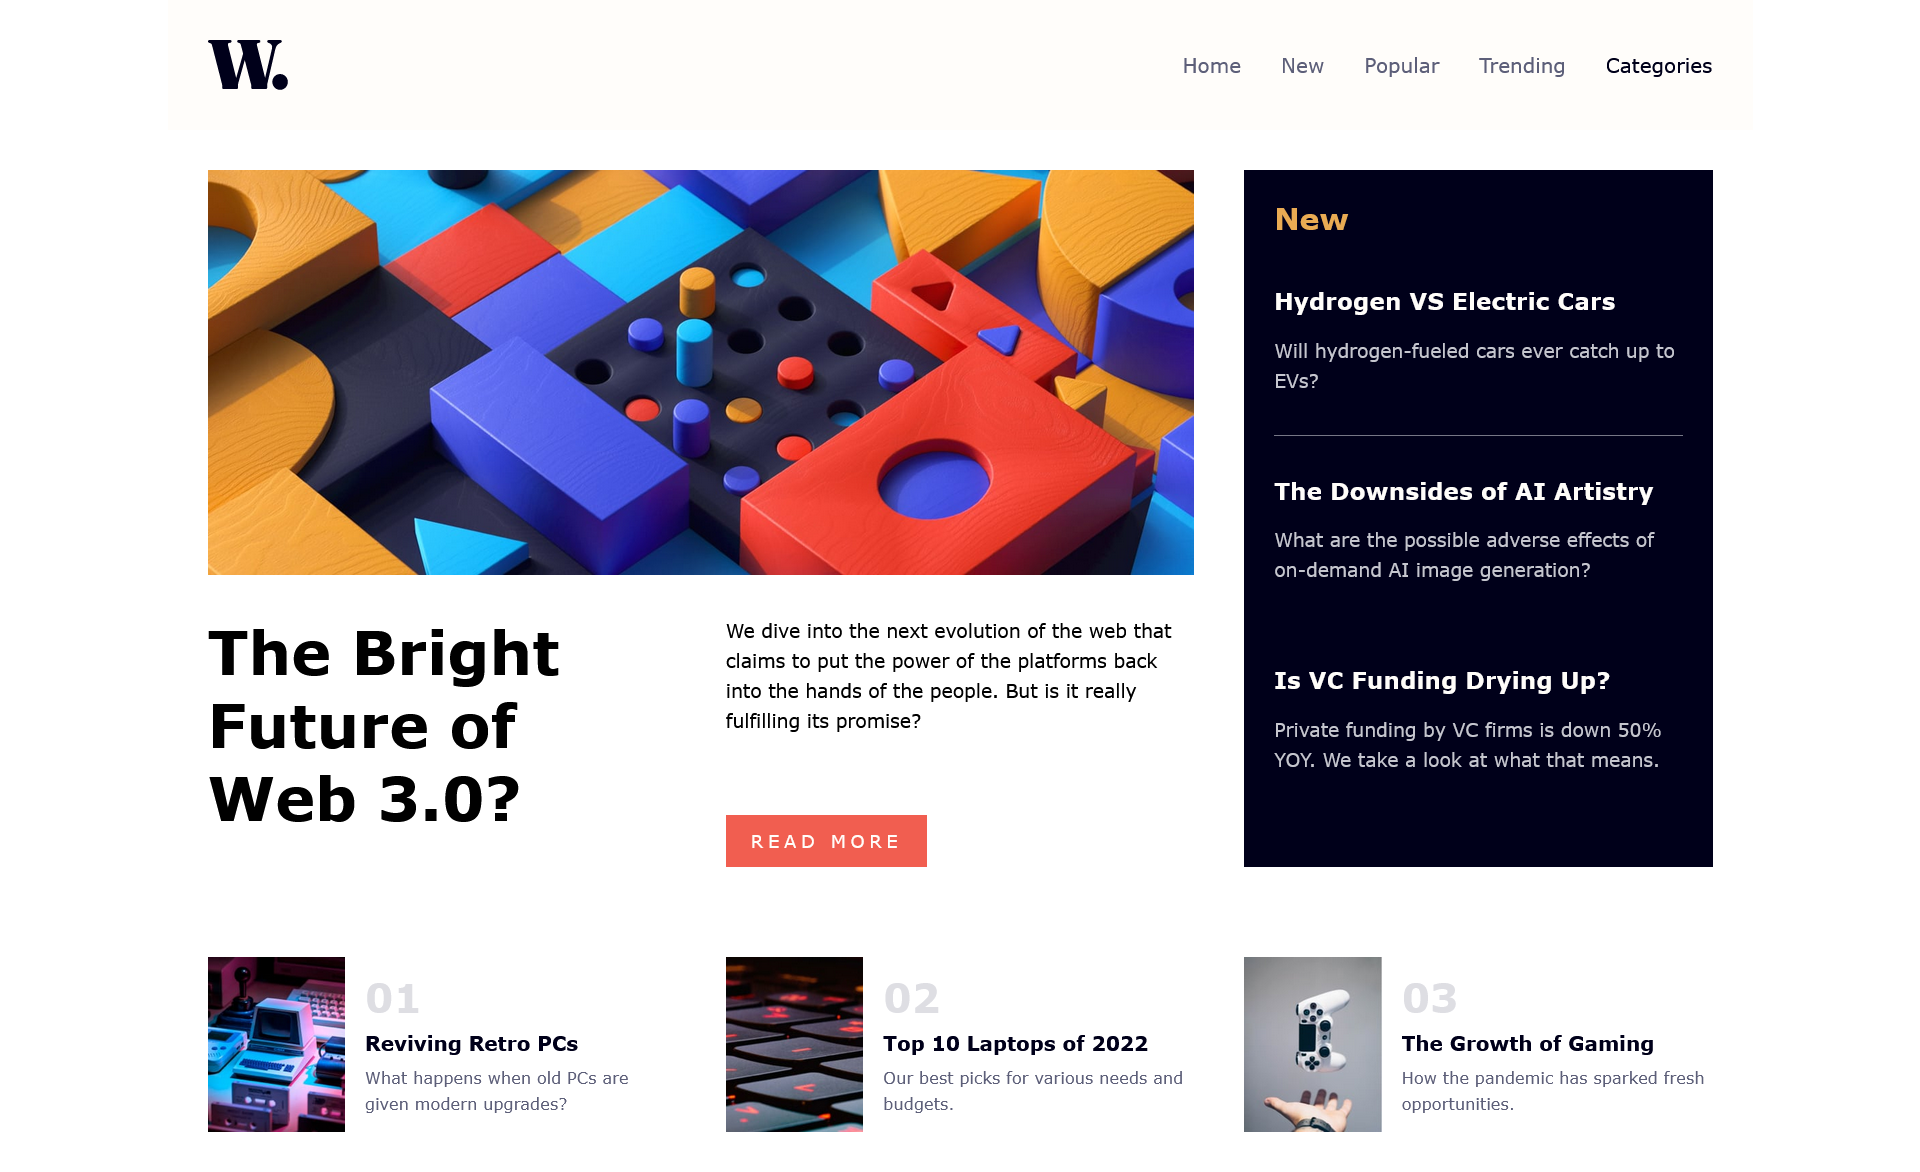 W.
Home New Popular Trending Categories
New
Hydrogen VS Electric Cars
Will hydrogen-fueled cars ever catch up to
EVs?
The Downsides of AI Artistry
What are the possible adverse effects of
on-demand AI image generation?
Is VC Funding Drying Up?
Private funding by VC firms is down 50%
YOY. We take a look at what that means.
The Bright
Future of
Web 3.0?
We dive into the next evolution of the web that
claims to put the power of the platforms back
into the hands of the people. But is it really
fulfilling its promise?
READ MORE
01
Reviving Retro PCs
What happens when old PCs are
given modern upgrades?
02
Top 10 Laptops of 2022
Our best picks for various needs and
budgets.
03
The Growth of Gaming
How the pandemic has sparked fresh
opportunities.